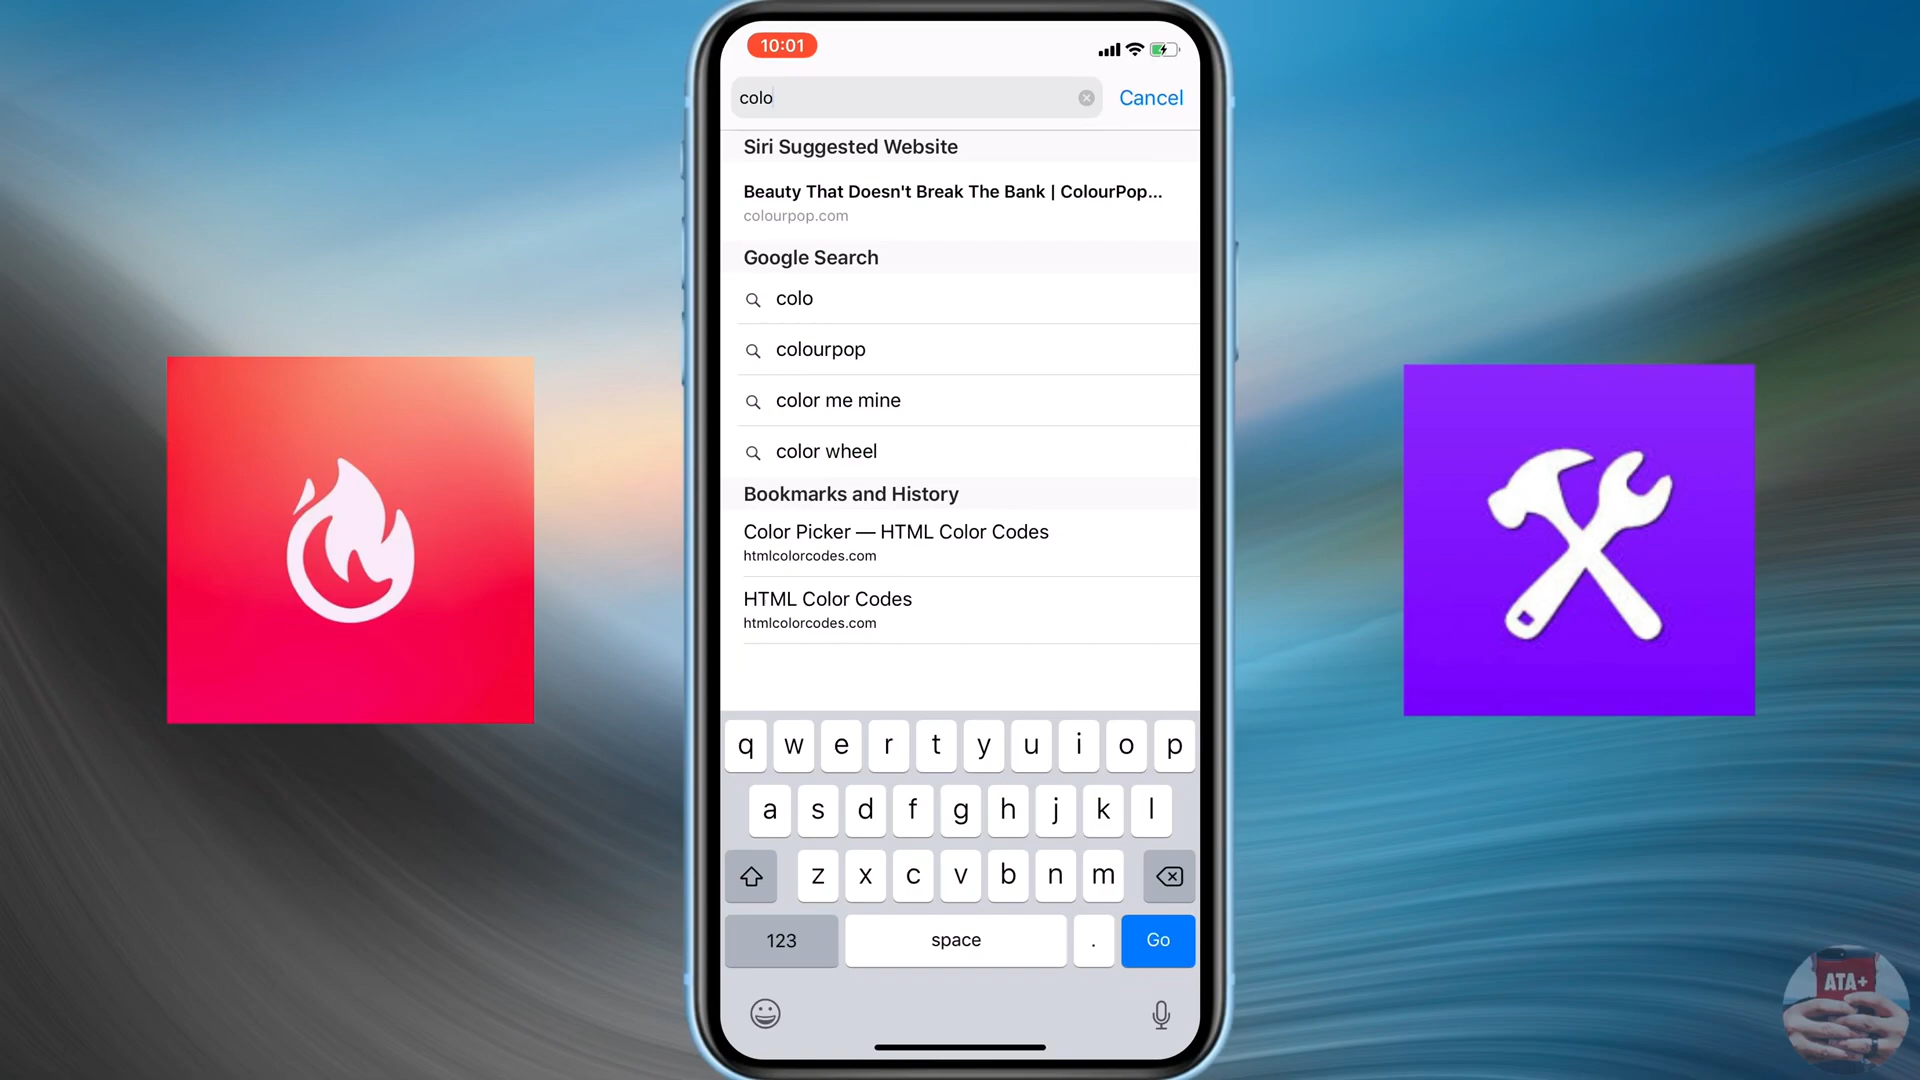 10:01
colo
Cancel
Siri Suggested Website
Beauty That Doesn't Break The Bank | ColourPop...
colourpop.com
Google Search
colo
colourpop
color me mine
color wheel
Bookmarks and History
Color Picker — HTML Color Codes
htmlcolorcodes.com
HTML Color Codes
htmlcolorcodes.com
q w e r t y u i o p
a s d f g h j k l
z x c v b n m
123 space . Go
ATA+